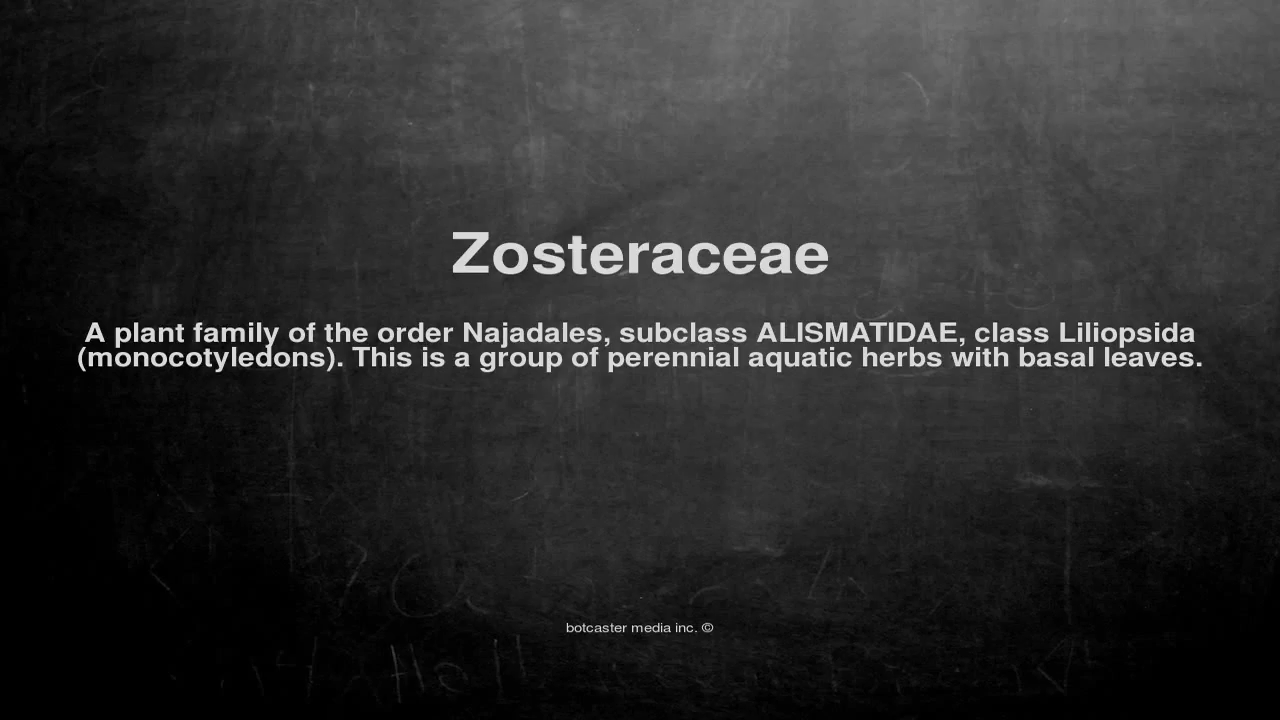 Zosteraceae
A plant family of the order Najadales, subclass ALISMATIDAE, class Liliopsida
(monocotyledons). This is a group of perennial aquatic herbs with basal leaves.
botcaster media inc. ©